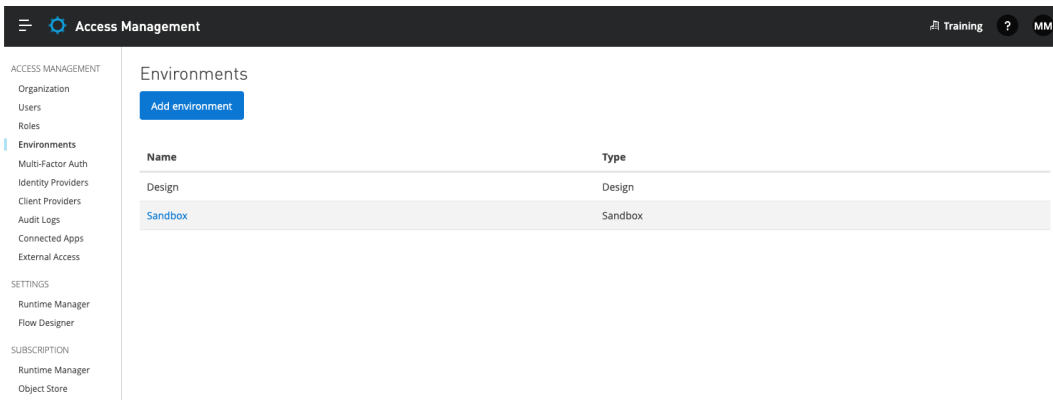 Access Management
Training ? MM
ACCESS MANAGEMENT
Organization
Users
Roles
Environments
Multi-Factor Auth
Identity Providers
Client Providers
Audit Logs
Connected Apps
External Access
SETTINGS
Runtime Manager
Flow Designer
SUBSCRIPTION
Runtime Manager
Object Store
Environments
Add environment
Name Type
Design Design
Sandbox Sandbox